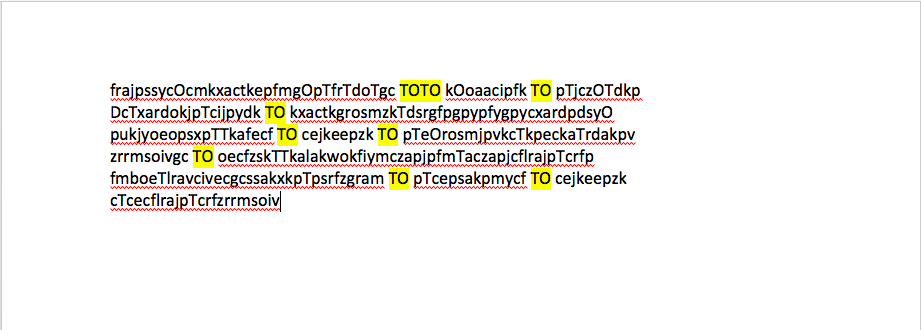 frajpssycOcmkxactkepfmgOpTfrTdoTgc TOTO kOoaacipfk TO pTjczOTdkp
DcTxardokjpTcijpydk TO kxactkgrosmzkTdsrgfpgpypfygpycxardpdsyO
pukjyoeopsxpTTkafecf TO cejkeepzk TO pTeOrosmjpvkcTkpeckaTrdakpv
zrrmsoivgc TO oecfzskTTkalakwokfiymczapjpfmTaczapjcflrajpTcrfp
fmboeTlravcivecgcssakxkpTpsrfzgram TO pTcepsakpmycf TO cejkeepzk
cTcecflrajpTcrfzrrmsoiv